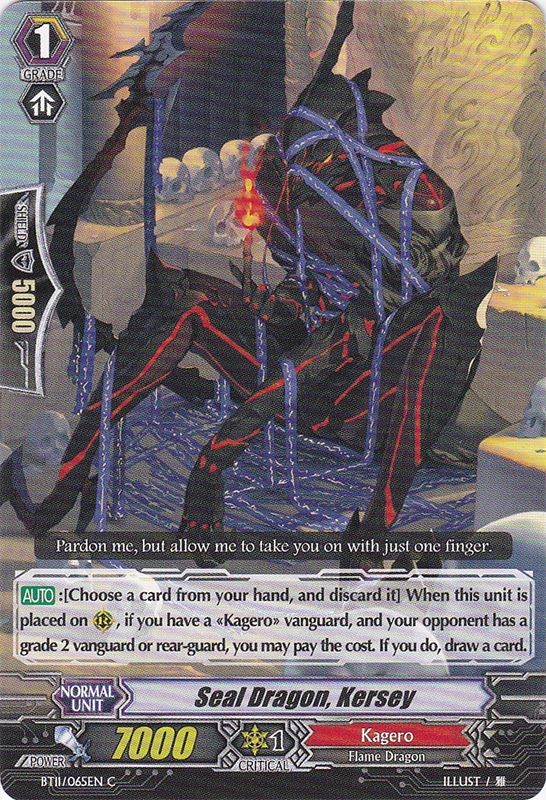 1
GRADE
SHIELD
5000
Pardon me, but allow me to take you on with just one finger.
AUTO :[Choose a card from your hand, and discard it] When this unit is
placed on R, if you have a «Kagero» vanguard, and your opponent has a
grade 2 vanguard or rear-guard, you may pay the cost. If you do, draw a card.
NORMAL
UNIT
Seal Dragon, Kersey
POWER
7000
1
CRITICAL
Kagero
Flame Dragon
BT11/065EN C
ILLUST /